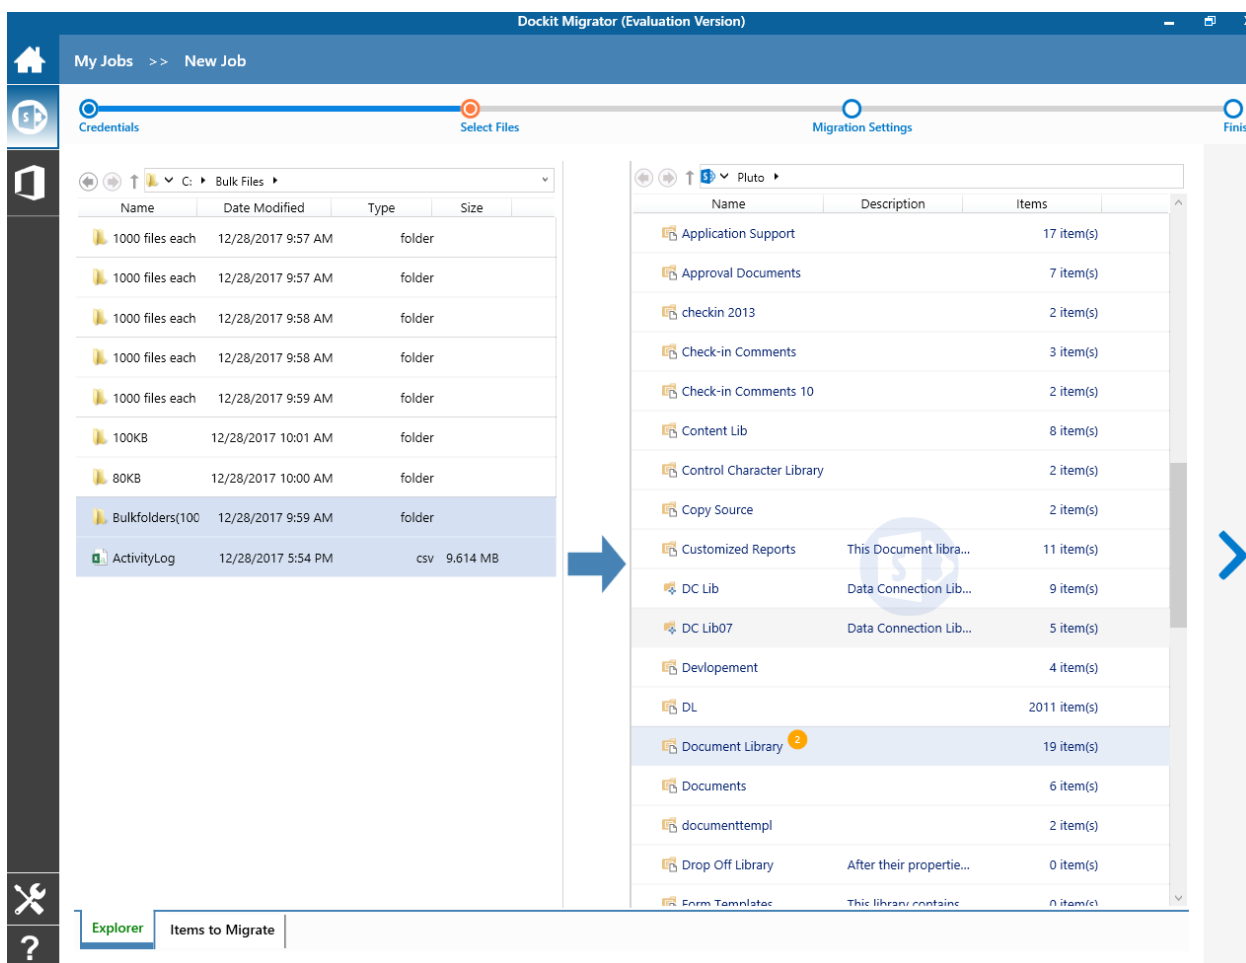 Dockit Migrator (Evaluation Version)
My Jobs >> New Job
Credentials
Select Files
Migration Settings
Finis
C: Bulk Files
Name Date Modified Type Size
1000 files each 12/28/2017 9:57 AM folder
1000 files each 12/28/2017 9:57 AM folder
1000 files each 12/28/2017 9:58 AM folder
1000 files each 12/28/2017 9:58 AM folder
1000 files each 12/28/2017 9:59 AM folder
100KB 12/28/2017 10:01 AM folder
80KB 12/28/2017 10:00 AM folder
Bulkfolders(100 12/28/2017 9:59 AM folder
ActivityLog 12/28/2017 5:54 PM csv 9.614 MB
Pluto
Name Description Items
Application Support 17 item(s)
Approval Documents 7 item(s)
checkin 2013 2 item(s)
Check-in Comments 3 item(s)
Check-in Comments 10 2 item(s)
Content Lib 8 item(s)
Control Character Library 2 item(s)
Copy Source 2 item(s)
Customized Reports This Document libra... 11 item(s)
DC Lib Data Connection Lib... 9 item(s)
DC Lib07 Data Connection Lib... 5 item(s)
Devlopement 4 item(s)
DL 2011 item(s)
Document Library 2 19 item(s)
Documents 6 item(s)
documenttempl 2 item(s)
Drop Off Library After their propertie... 0 item(s)
Form Templates This library contains 0 item(s)
Explorer Items to Migrate